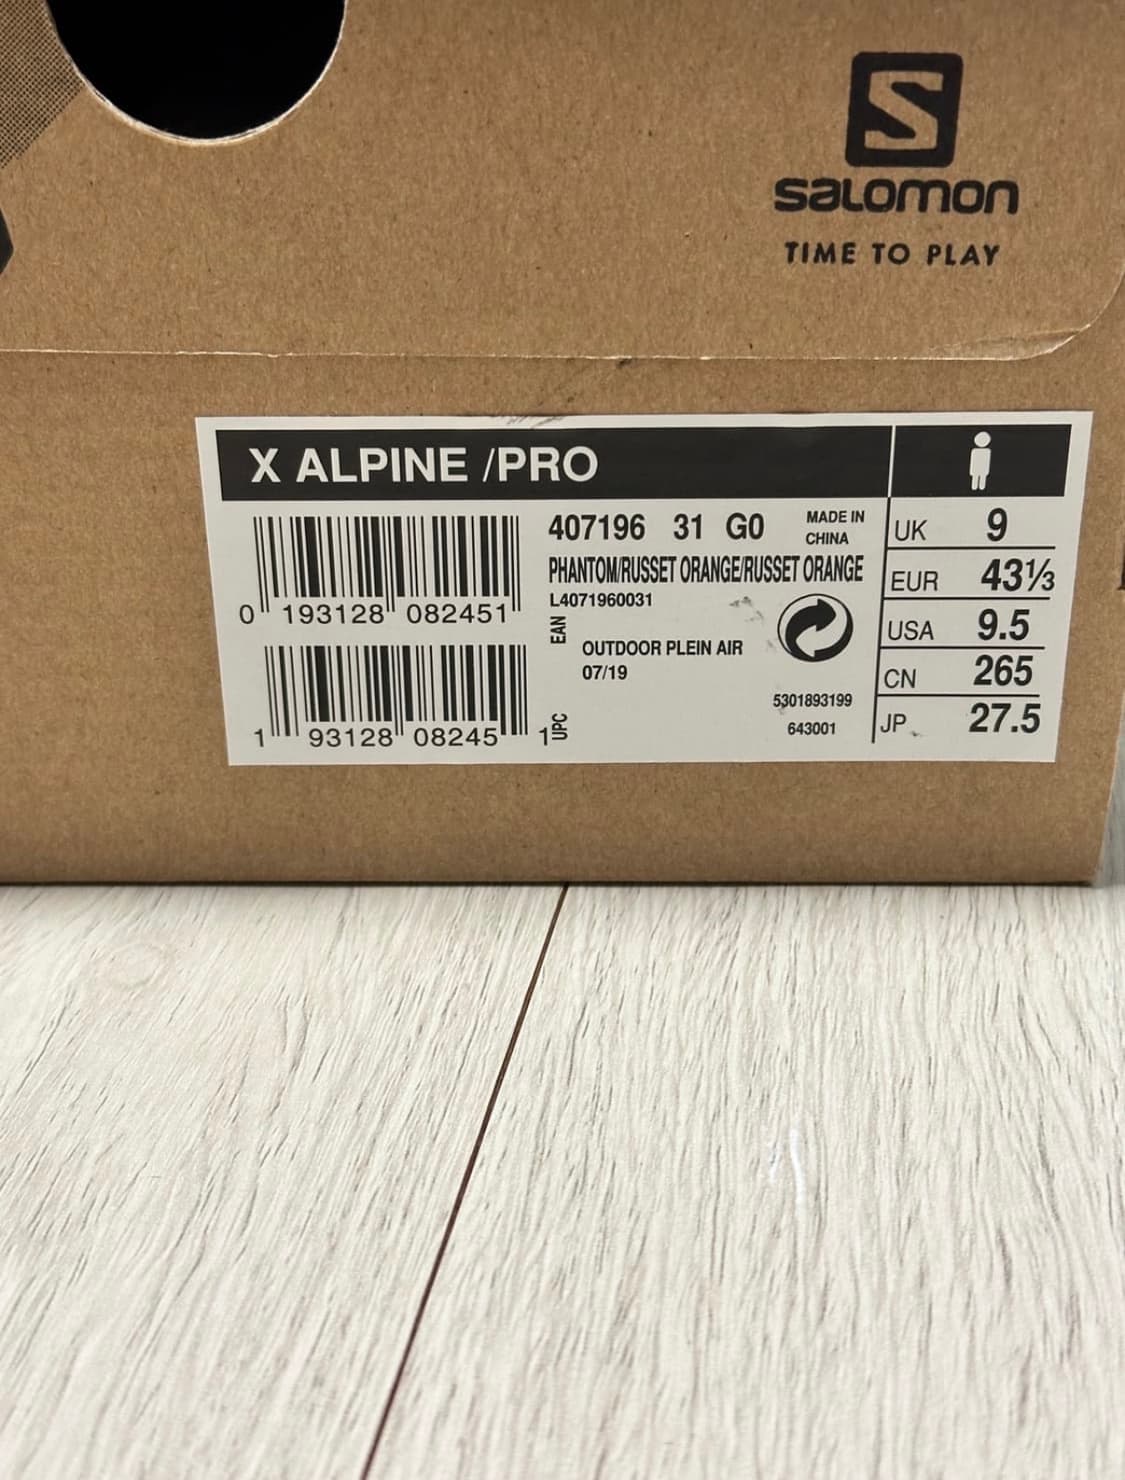 S
salomon
TIME TO PLAY
X ALPINE /PRO
407196 31 G0
MADE IN
CHINA
PHANTOM/RUSSET ORANGE/RUSSET ORANGE
L4071960031
EAN
0 193128 082451
OUTDOOR PLEIN AIR
07/19
5301893199
643001
UPC
1 93128 08245 1
UK 9
EUR 43⅓
USA 9.5
CN 265
JP 27.5